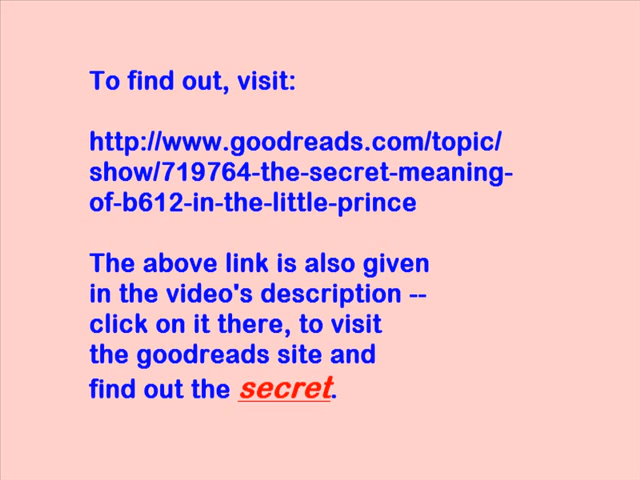 To find out, visit:
http://www.goodreads.com/topic/
show/719764-the-secret-meaning-
of-b612-in-the-little-prince
The above link is also given
in the video's description --
click on it there, to visit
the goodreads site and
find out the secret.